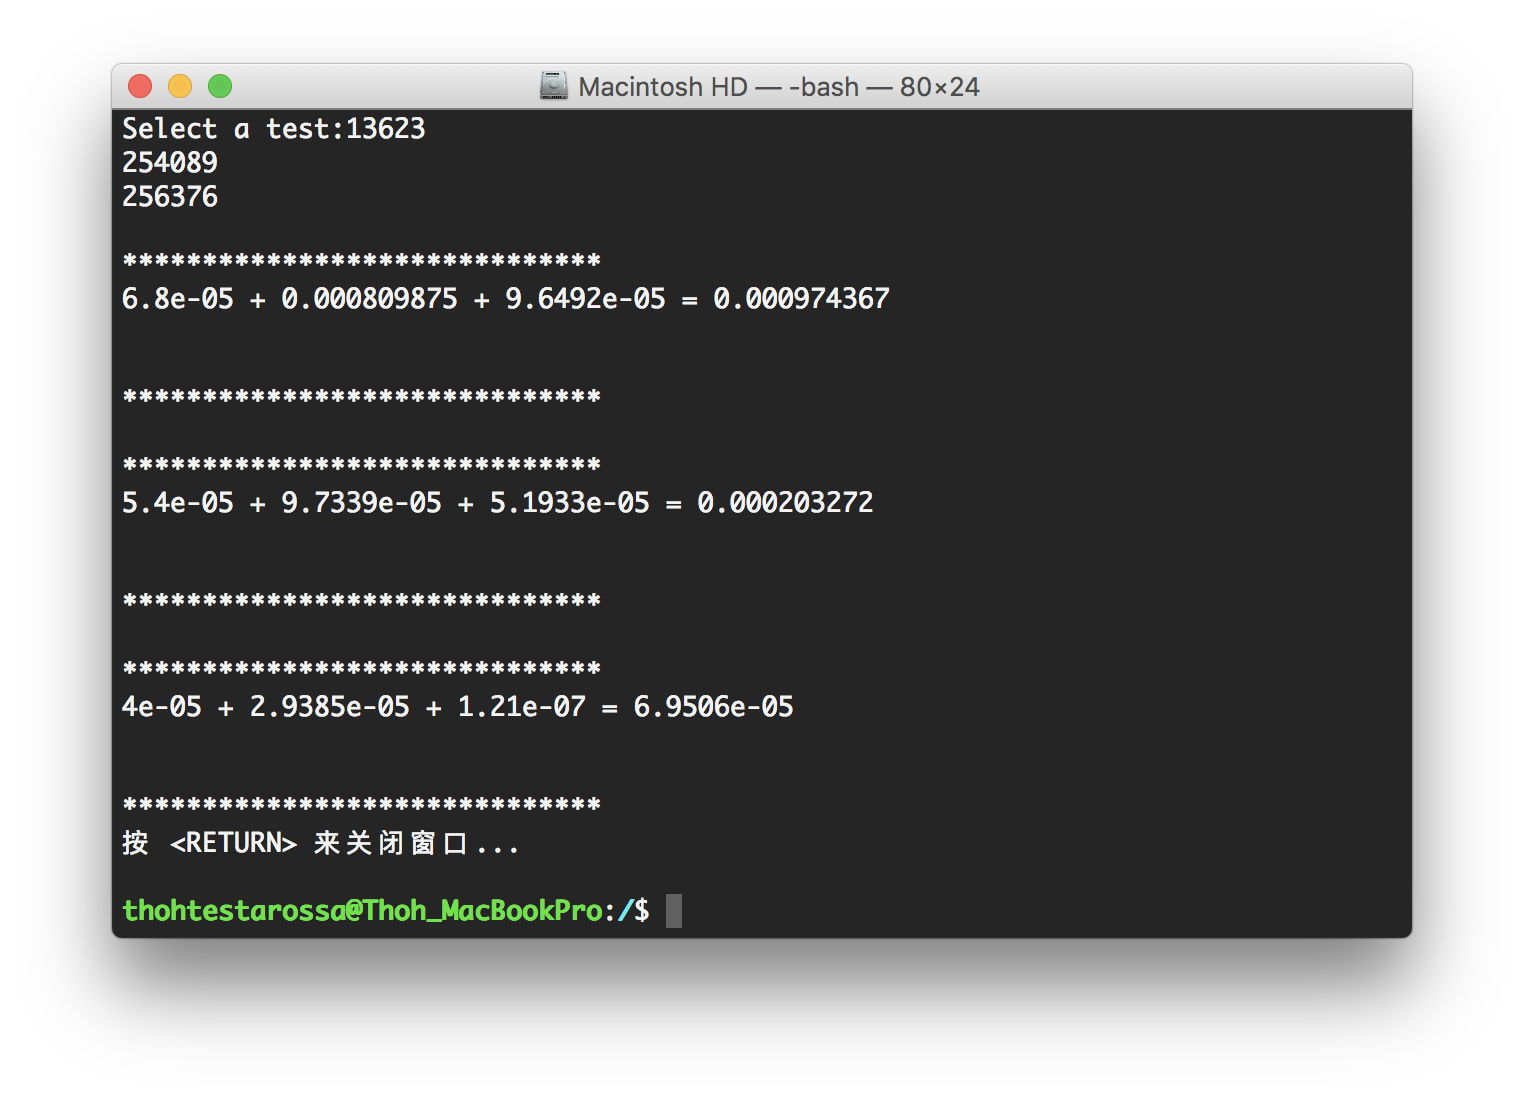 Macintosh HD — -bash — 80×24
Select a test:13623
254089
256376
******************************
6.8e-05 + 0.000809875 + 9.6492e-05 = 0.000974367
******************************
******************************
5.4e-05 + 9.7339e-05 + 5.1933e-05 = 0.000203272
******************************
******************************
4e-05 + 2.9385e-05 + 1.21e-07 = 6.9506e-05
******************************
按 <RETURN> 来关闭窗口...
thohtestarossa@Thoh_MacBookPro:/$